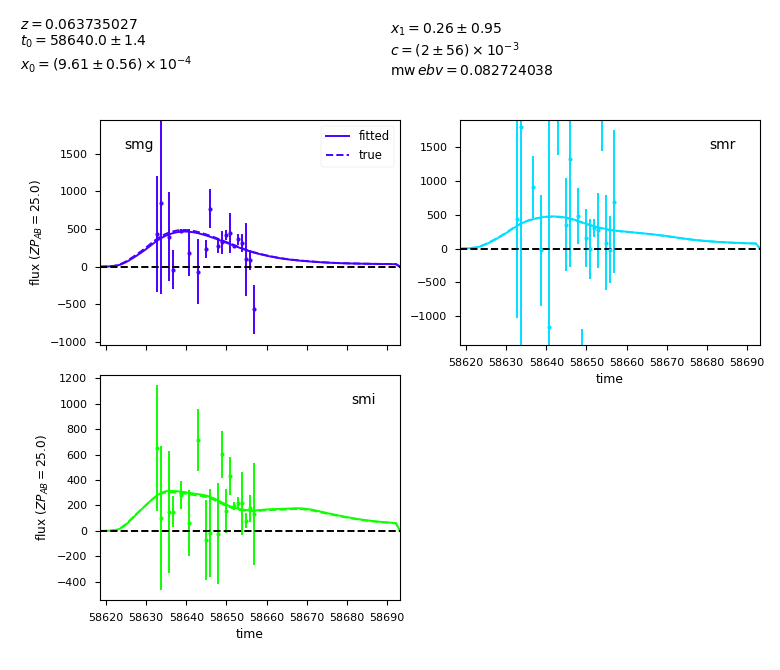 z = 0.063735027
t₀ = 58640.0 ± 1.4
x₀ = (9.61 ± 0.56) × 10⁻⁴
x₁ = 0.26 ± 0.95
c = (2 ± 56) × 10⁻³
mw ebv = 0.082724038
smg
fitted
true
1500
1000
500
0
−500
−1000
flux (ZP_AB = 25.0)
smr
1500
1000
500
0
−500
−1000
58620 58630 58640 58650 58660 58670 58680 58690
time
smi
1200
1000
800
600
400
200
0
−200
−400
flux (ZP_AB = 25.0)
58620 58630 58640 58650 58660 58670 58680 58690
time